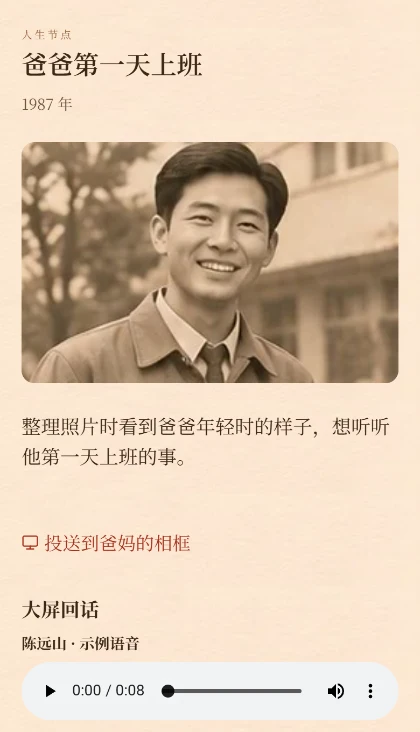 人生节点
爸爸第一天上班
1987 年
整理照片时看到爸爸年轻时的样子，想听听
他第一天上班的事。
投送到爸妈的相框
大屏回话
陈远山 · 示例语音
0:00 / 0:08